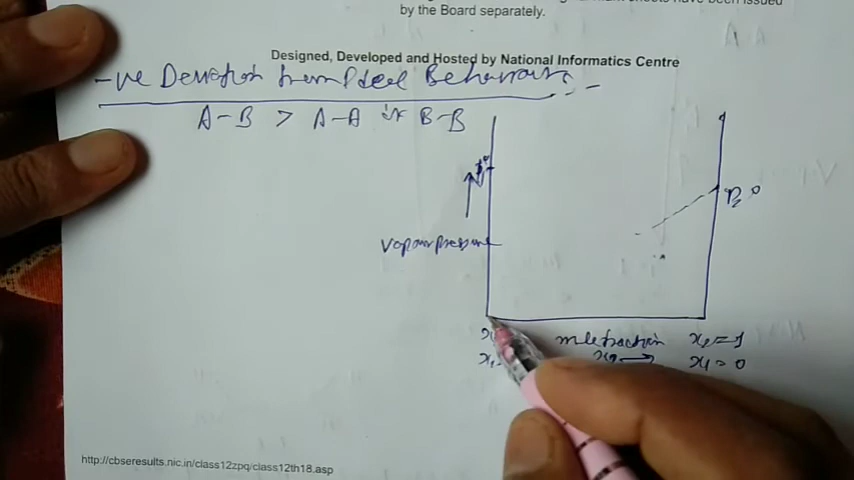 by the Board separately.
Designed, Developed and Hosted by National Informatics Centre
-ve Deviation from Ideal Behaviour :-
A-B > A-A or B-B
P2°
Vapour pressure
mole fraction x2=1
x2 → x1=0
http://cbseresults.nic.in/class12zpq/class12th18.asp